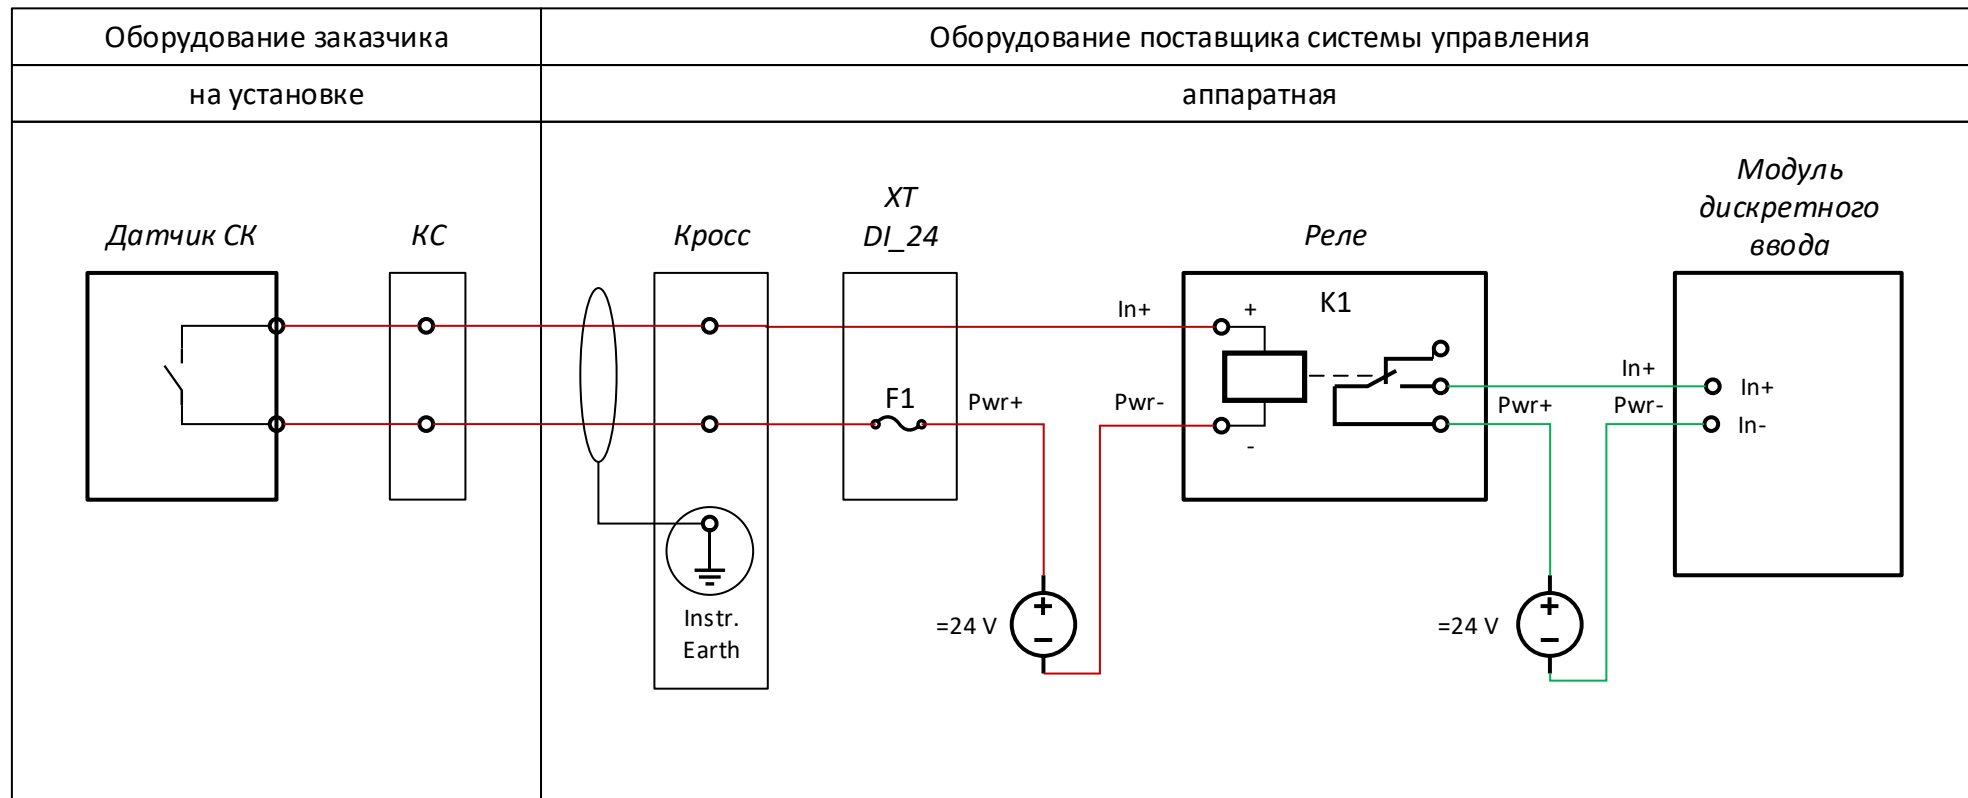 Оборудование заказчика
Оборудование поставщика системы управления
на установке
аппаратная
Датчик СК
КС
Кросс
XT
DI_24
Реле
Модуль
дискретного
ввода
In+
+
K1
F1
Pwr+
Pwr-
-
In+
Pwr+
Pwr-
In+
In-
Instr.
Earth
=24 V
+
−
=24 V
+
−